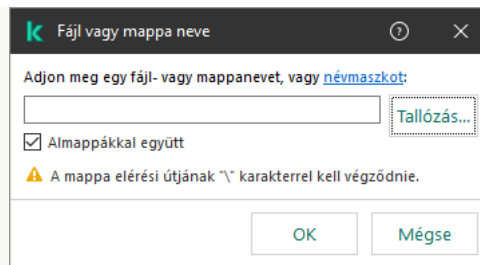 Fájl vagy mappa neve
Adjon meg egy fájl- vagy mappanevet, vagy névmaszkot:
Tallózás...
Almappákkal együtt
A mappa elérési útjának "\" karakterrel kell végződnie.
OK Mégse